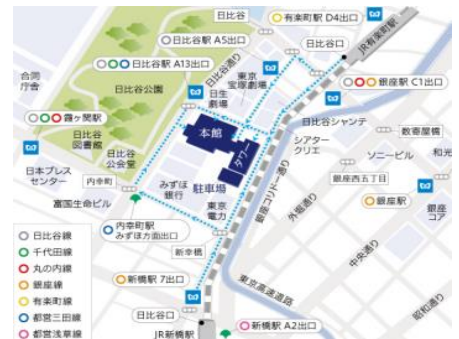 有楽町駅 D4出口
日比谷
日比谷口
JR有楽町駅
日比谷駅 A5出口
日比谷通り
合同
庁舎
日比谷駅 A13出口
東京
宝塚劇場
日生
劇場
銀座駅 C1出口
日比谷公園
霞ヶ関駅
本館
日比谷シャンテ
数寄屋橋
日比谷
図書館
タワー
シアター
クリエ
ソニービル
和光
日比谷
公会堂
日本プレス
センター
内幸町
みずほ
銀行
駐車場
銀座コリドー通り
銀座西五丁目
外堀通り
銀座駅
銀座
コア
富国生命ビル
東京
電力
内幸町駅
みずほ方面出口
新幸橋
中央通り
日比谷線
千代田線
丸の内線
銀座線
有楽町線
都営三田線
都営浅草線
新橋駅 7出口
東京高速道路
昭和通り
日比谷口
JR新橋駅
新橋駅 A2出口